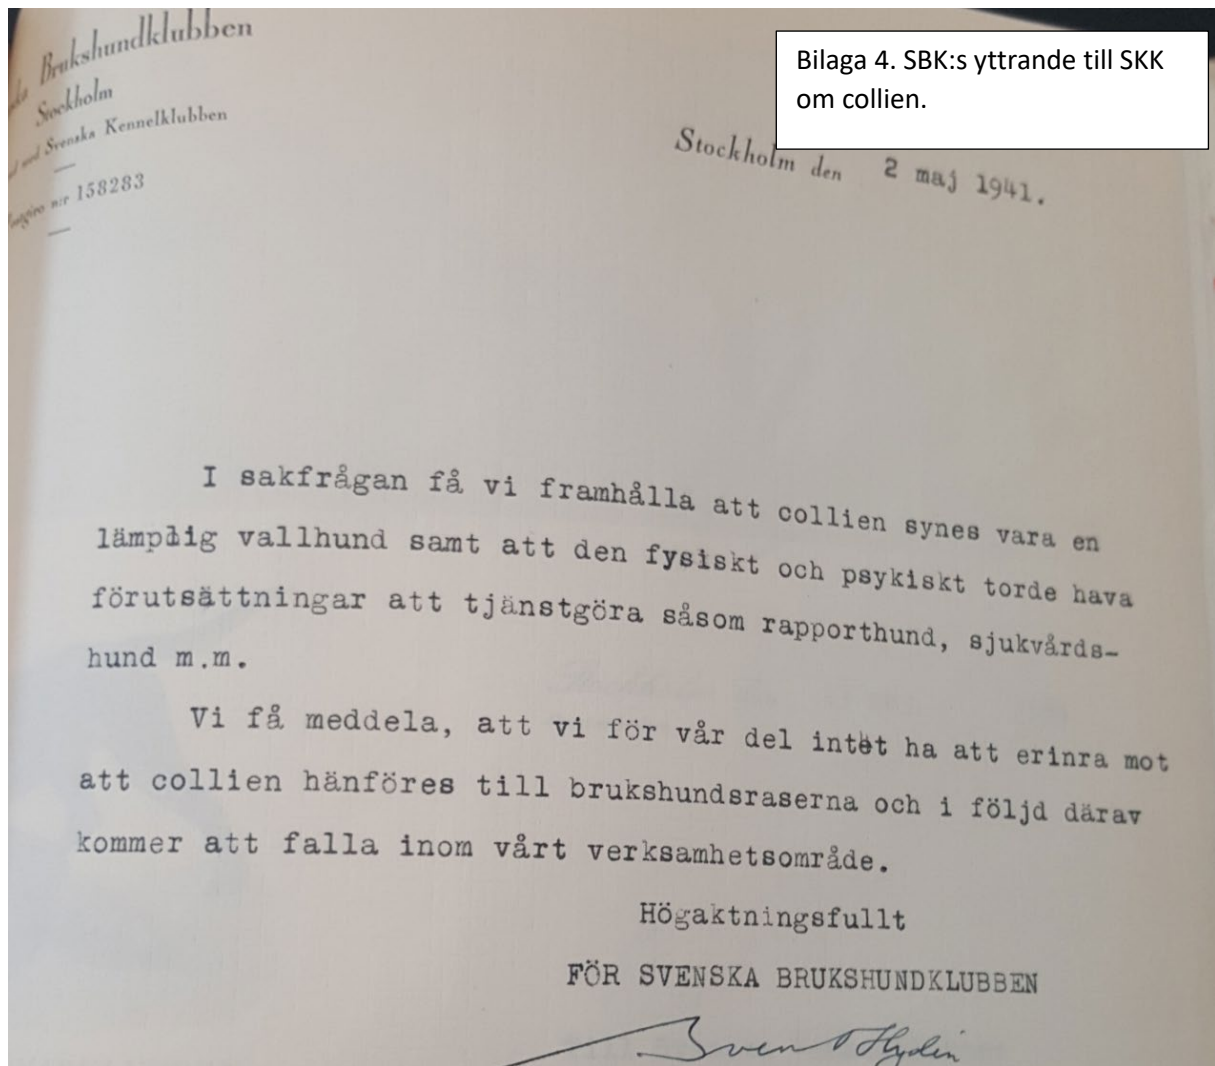 Brukshundklubben
Stockholm
med Svenska Kennelklubben
n:r 158283
Bilaga 4. SBK:s yttrande till SKK
om collien.
Stockholm den 2 maj 1941.
I sakfrågan få vi framhålla att collien synes vara en
lämplig vallhund samt att den fysiskt och psykiskt torde hava
förutsättningar att tjänstgöra såsom rapporthund, sjukvårds-
hund m.m.
Vi få meddela, att vi för vår del intet ha att erinra mot
att collien hänföres till brukshundsraserna och i följd därav
kommer att falla inom vårt verksamhetsområde.
Högaktningsfullt
FÖR SVENSKA BRUKSHUNDKLUBBEN
Sven